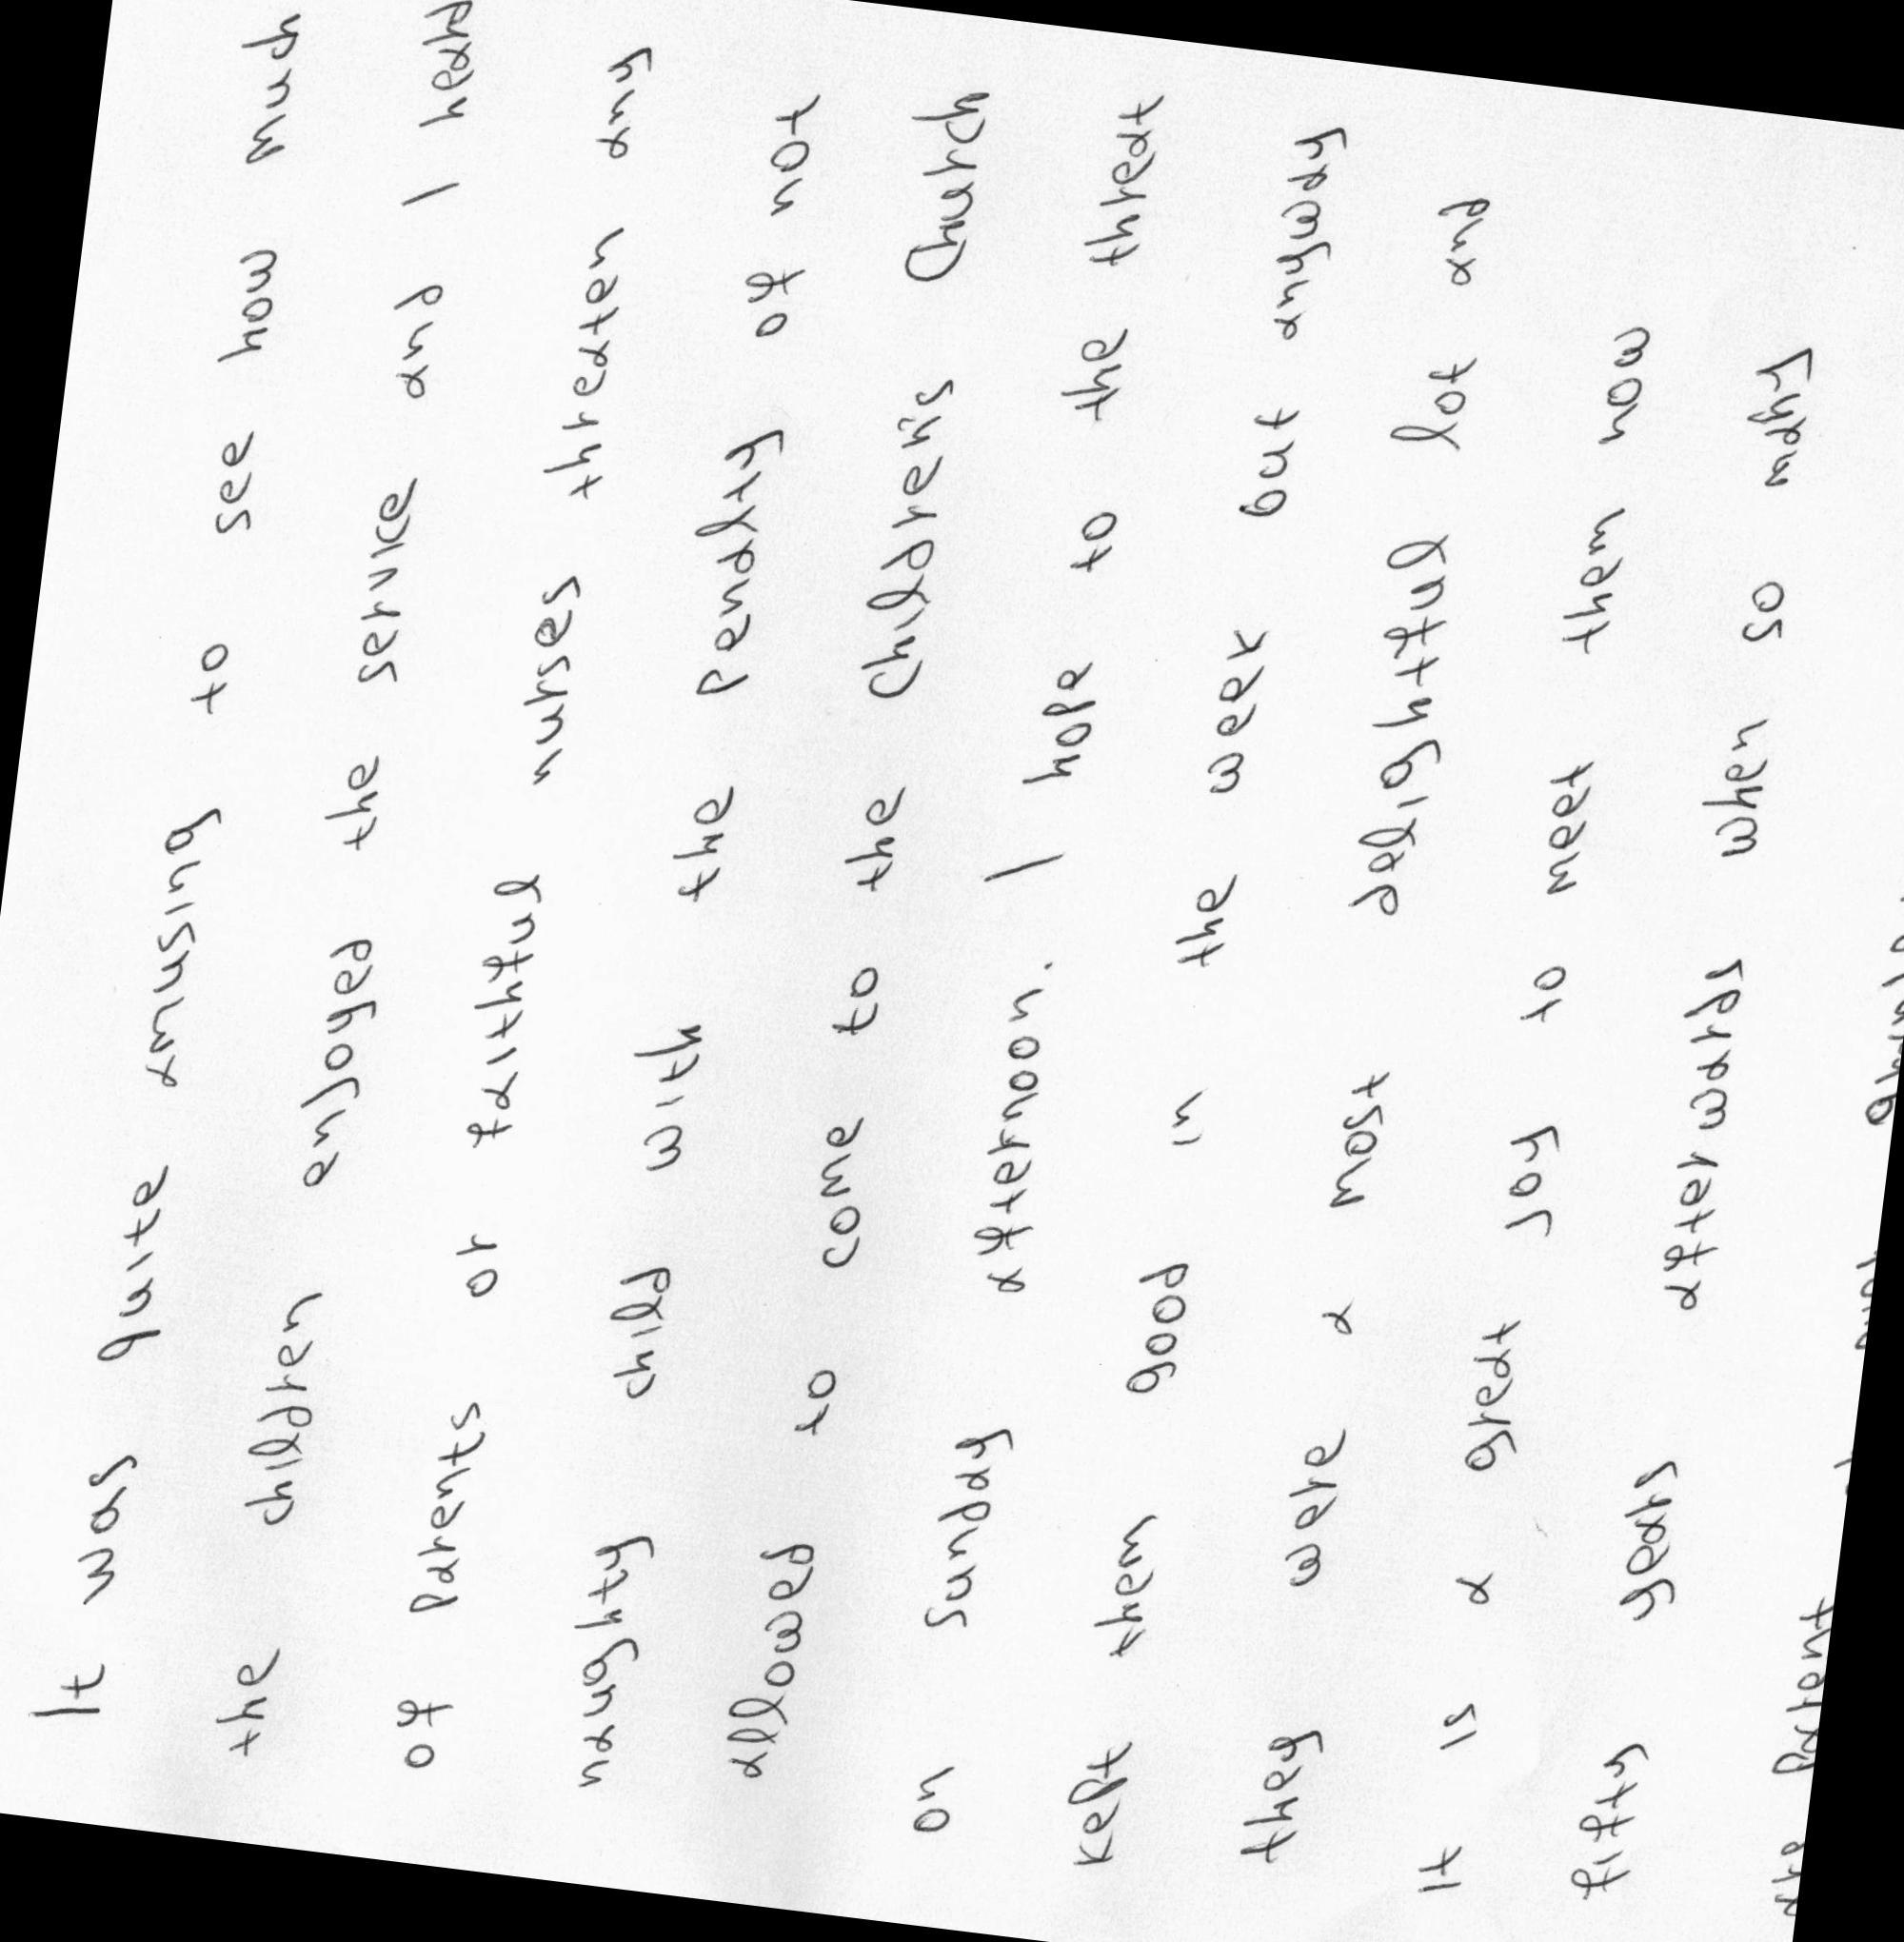 It was quite amusing to see how much
the children enjoyed the service and I heard
of parents or faithful nurses threaten any
naughty child with the penalty of not
allowed to come to the Children's Church
on Sunday afternoon. I hope to the threat
kept them good in the week but anyway
they were a most delightful lot and
It is a great joy to meet them now
fifty years afterwards when so many
are parent